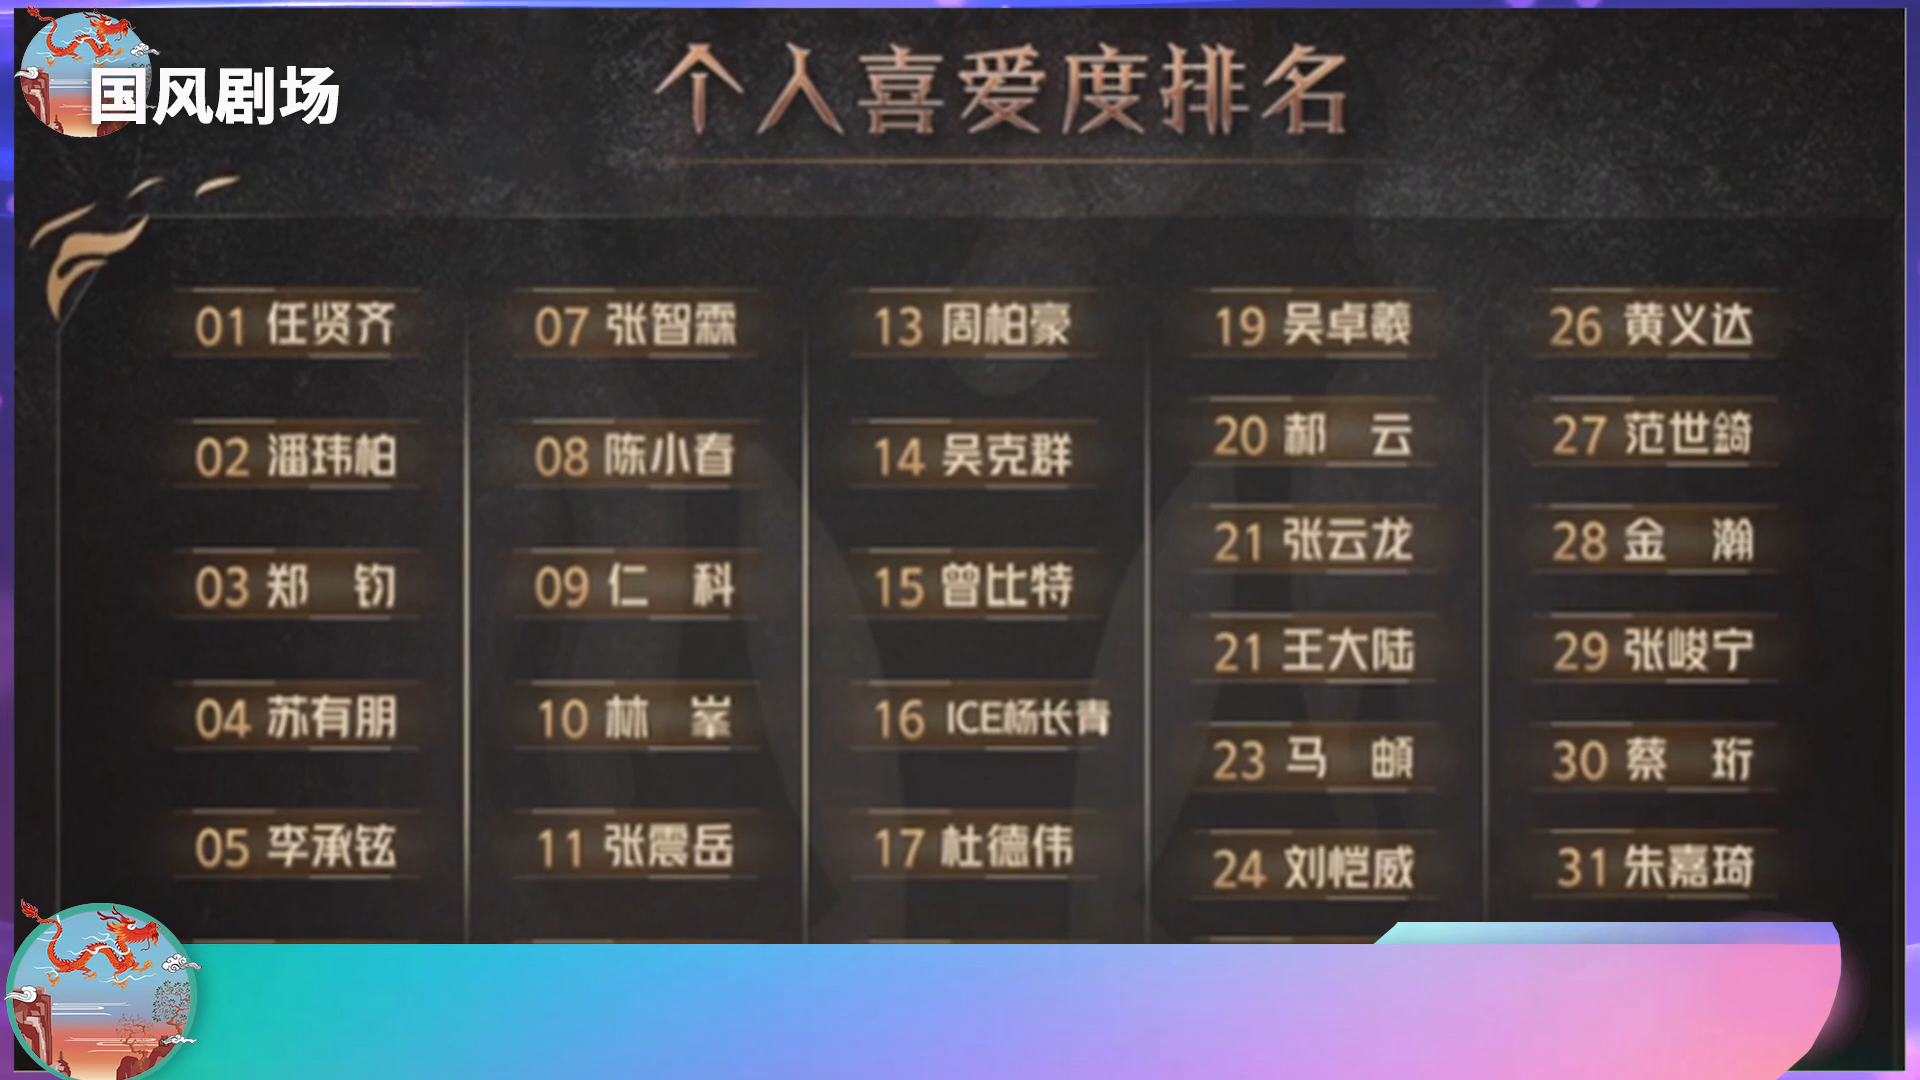 国风剧场
个人喜爱度排名
01 任贤齐
02 潘玮柏
03 郑 钧
04 苏有朋
05 李承铉
07 张智霖
08 陈小春
09 仁 科
10 林 峯
11 张震岳
13 周柏豪
14 吴克群
15 曾比特
16 ICE杨长青
17 杜德伟
19 吴卓羲
20 郝 云
21 张云龙
21 王大陆
23 马 頔
24 刘恺威
26 黄义达
27 范世錡
28 金 瀚
29 张峻宁
30 蔡 珩
31 朱嘉琦